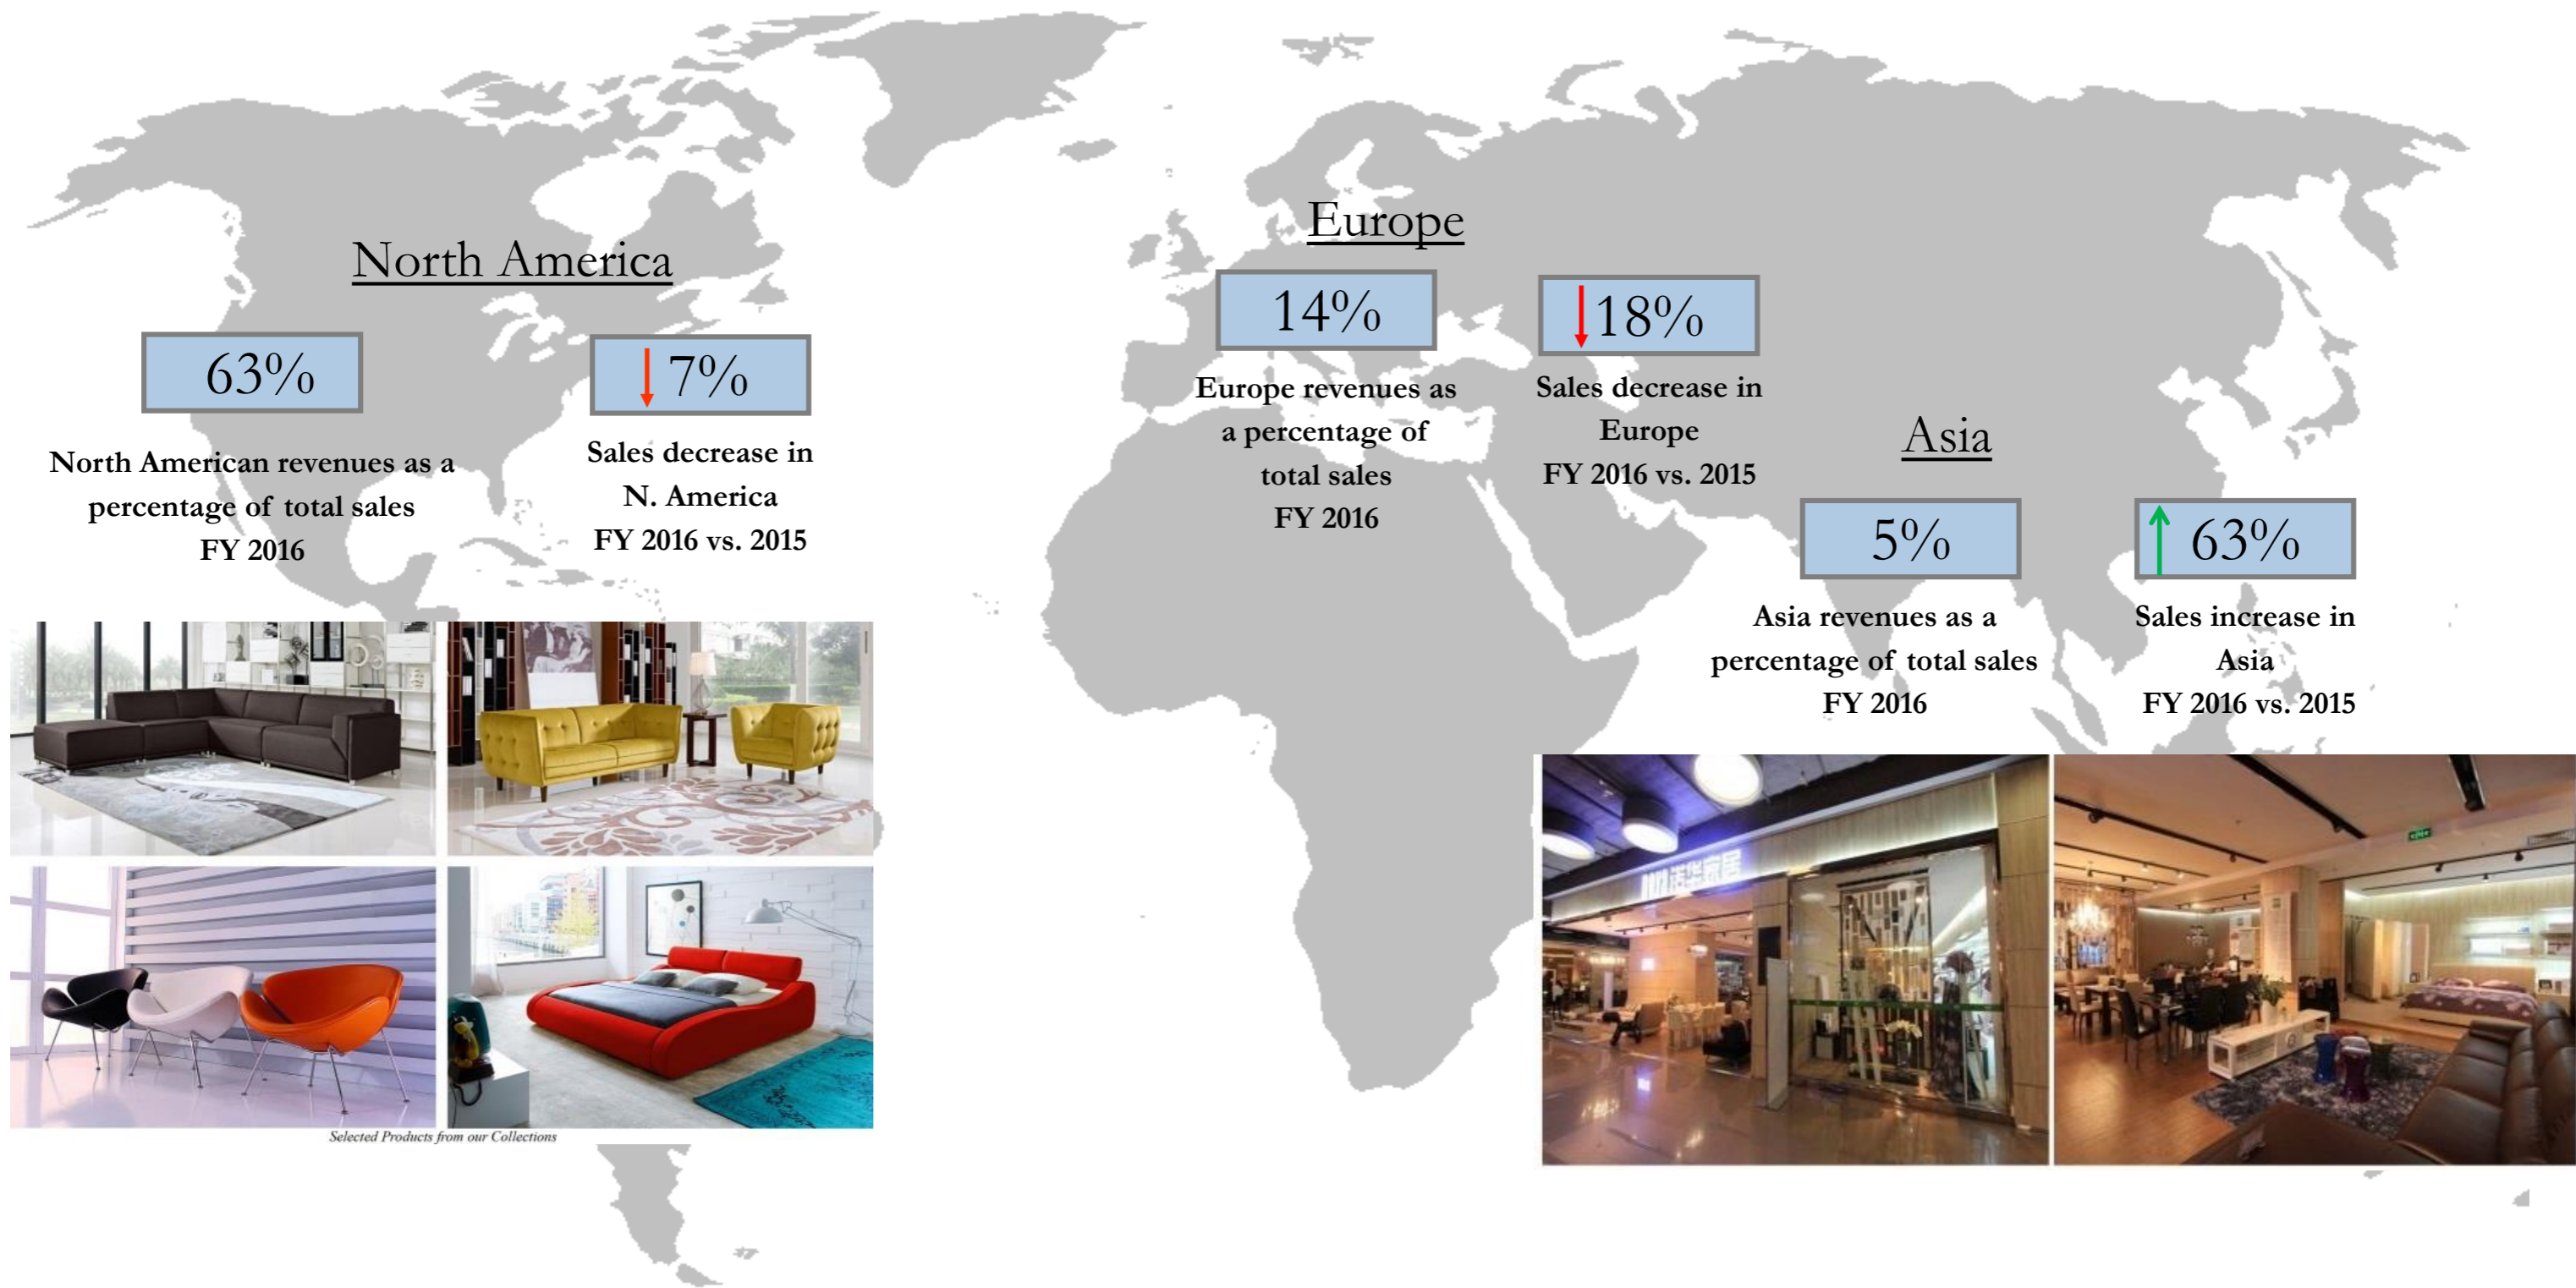 North America
63%
North American revenues as a
percentage of total sales
FY 2016
7%
Sales decrease in
N. America
FY 2016 vs. 2015
Europe
14%
Europe revenues as
a percentage of
total sales
FY 2016
18%
Sales decrease in
Europe
FY 2016 vs. 2015
Asia
5%
Asia revenues as a
percentage of total sales
FY 2016
63%
Sales increase in
Asia
FY 2016 vs. 2015
Selected Products from our Collections
华家居